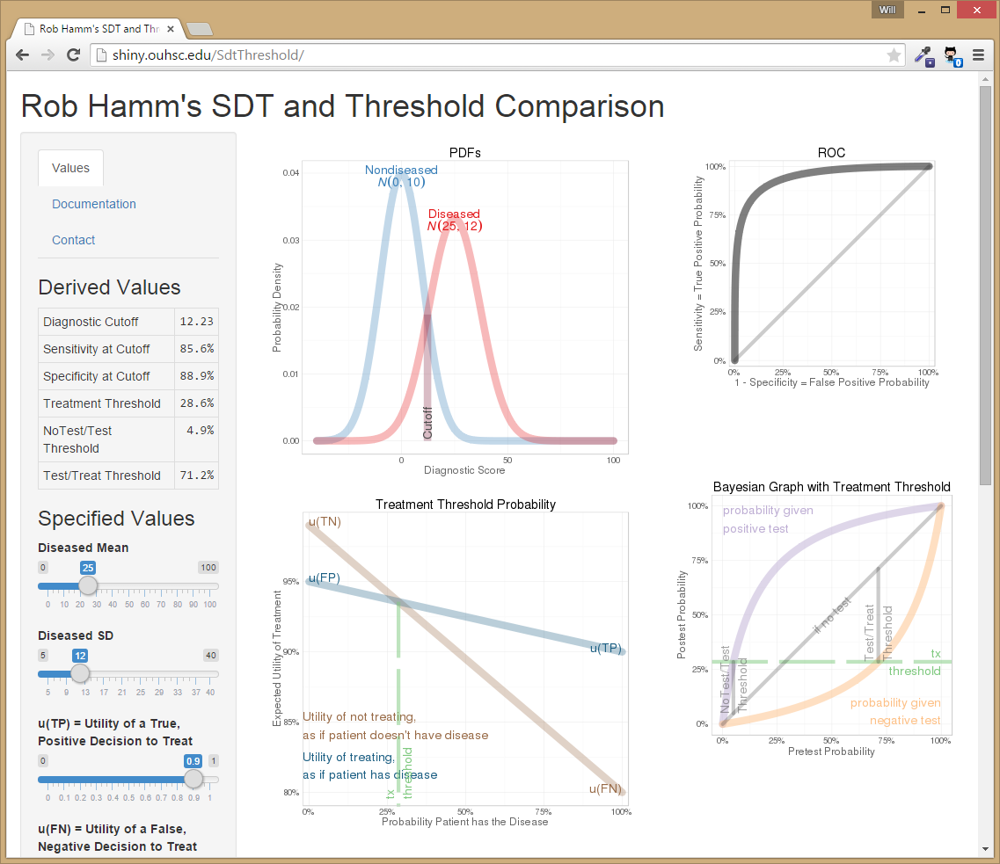 Will
Rob Hamm's SDT and Thr
shiny.ouhsc.edu/SdtThreshold/
0
Rob Hamm's SDT and Threshold Comparison
Values
Documentation
Contact
Derived Values
Diagnostic Cutoff 12.23
Sensitivity at Cutoff 85.6%
Specificity at Cutoff 88.9%
Treatment Threshold 28.6%
NoTest/Test 4.9%
Threshold
Test/Treat Threshold 71.2%
Specified Values
Diseased Mean
0 25 100
0 10 20 30 40 50 60 70 80 90 100
Diseased SD
5 12 40
5 9 13 17 21 25 29 33 37 40
u(TP) = Utility of a True,
Positive Decision to Treat
0 0.9 1
0 0.1 0.2 0.3 0.4 0.5 0.6 0.7 0.8 0.9 1
u(FN) = Utility of a False,
Negative Decision to Treat
PDFs
Nondiseased
N(0, 10)
Diseased
N(25, 12)
Cutoff
0.04
0.03
0.02
0.01
0.00
Probability Density
0 50 100
Diagnostic Score
ROC
100%
75%
50%
25%
0%
Sensitivity = True Positive Probability
0% 25% 50% 75% 100%
1 - Specificity = False Positive Probability
Treatment Threshold Probability
u(TN)
u(FP)
u(TP)
u(FN)
95%
90%
85%
80%
Expected Utility of Treatment
Utility of not treating,
as if patient doesn't have disease
Utility of treating,
as if patient has disease
tx
threshold
0% 25% 50% 75% 100%
Probability Patient has the Disease
Bayesian Graph with Treatment Threshold
probability given
positive test
100%
75%
50%
25%
0%
Postest Probability
if no test
NoTest/Test
Threshold
Test/Treat
Threshold
tx
threshold
probability given
negative test
0% 25% 50% 75% 100%
Pretest Probability